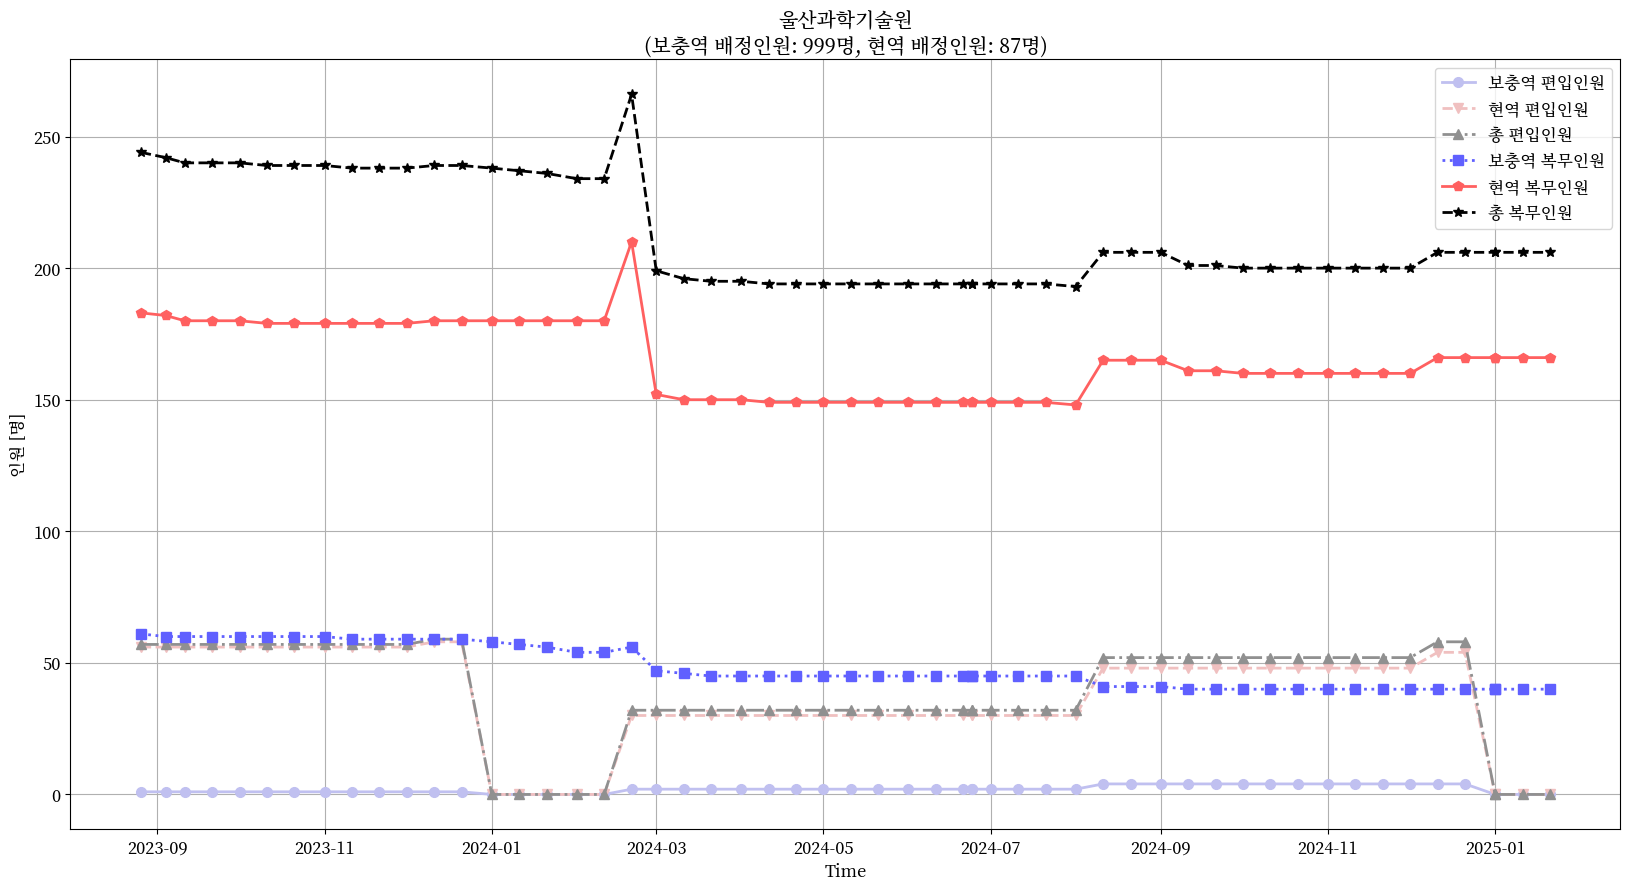 울산과학기술원
(보충역 배정인원: 999명, 현역 배정인원: 87명)
보충역 편입인원
현역 편입인원
총 편입인원
보충역 복무인원
현역 복무인원
총 복무인원
인원 [명]
250
200
150
100
50
0
2023-09 2023-11 2024-01 2024-03 2024-05 2024-07 2024-09 2024-11 2025-01
Time